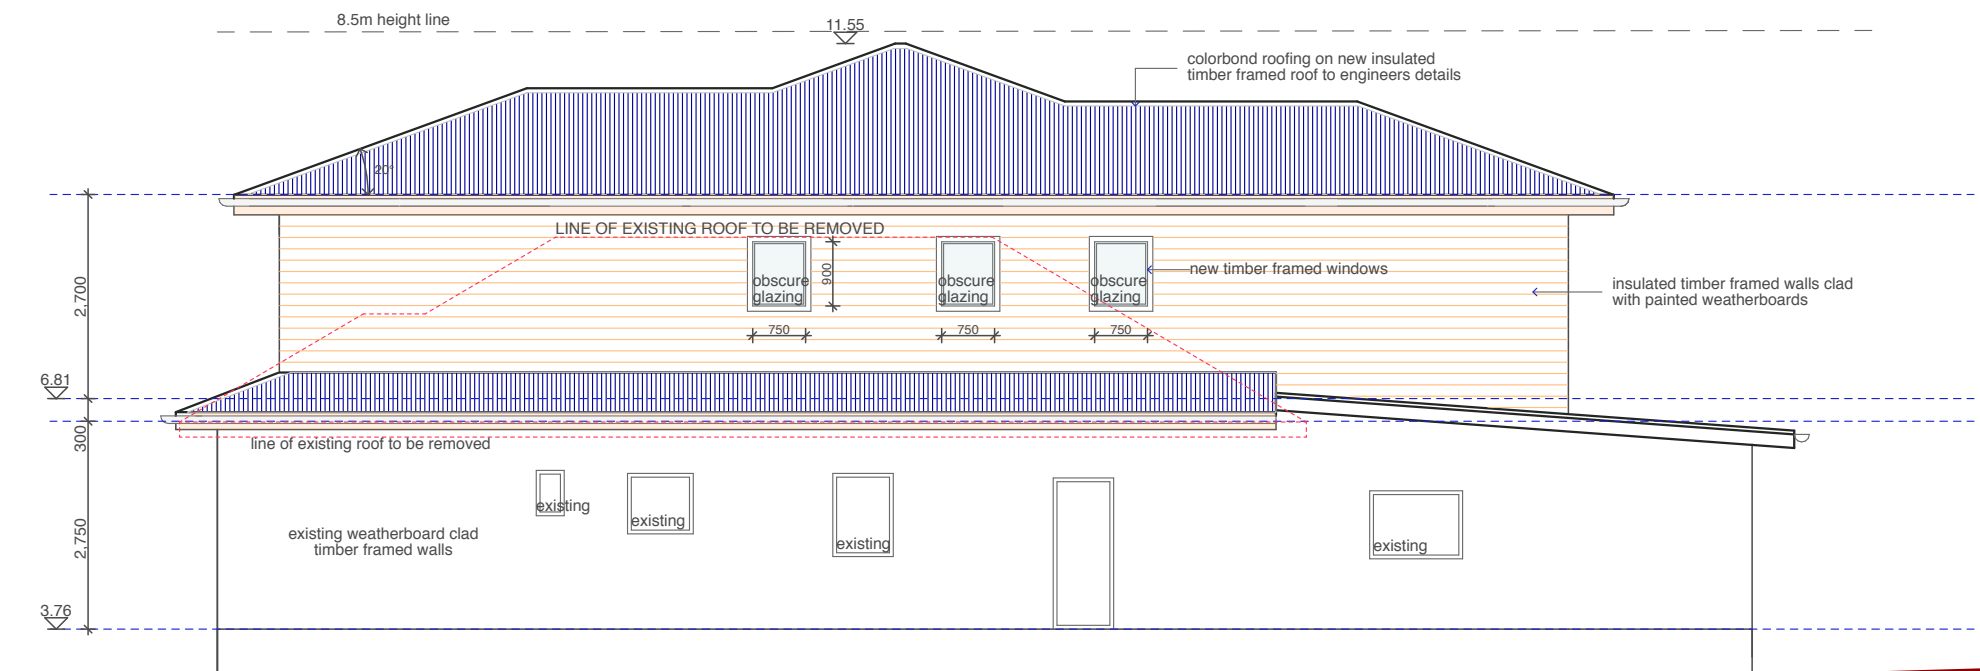 8.5m height line
11.55
colorbond roofing on new insulated
timber framed roof to engineers details
20°
LINE OF EXISTING ROOF TO BE REMOVED
2,700
900
obscure
glazing
obscure
glazing
obscure
glazing
new timber framed windows
insulated timber framed walls clad
with painted weatherboards
750
750
750
6.81
300
line of existing roof to be removed
existing
existing
existing
existing
existing weatherboard clad
timber framed walls
2,750
3.76